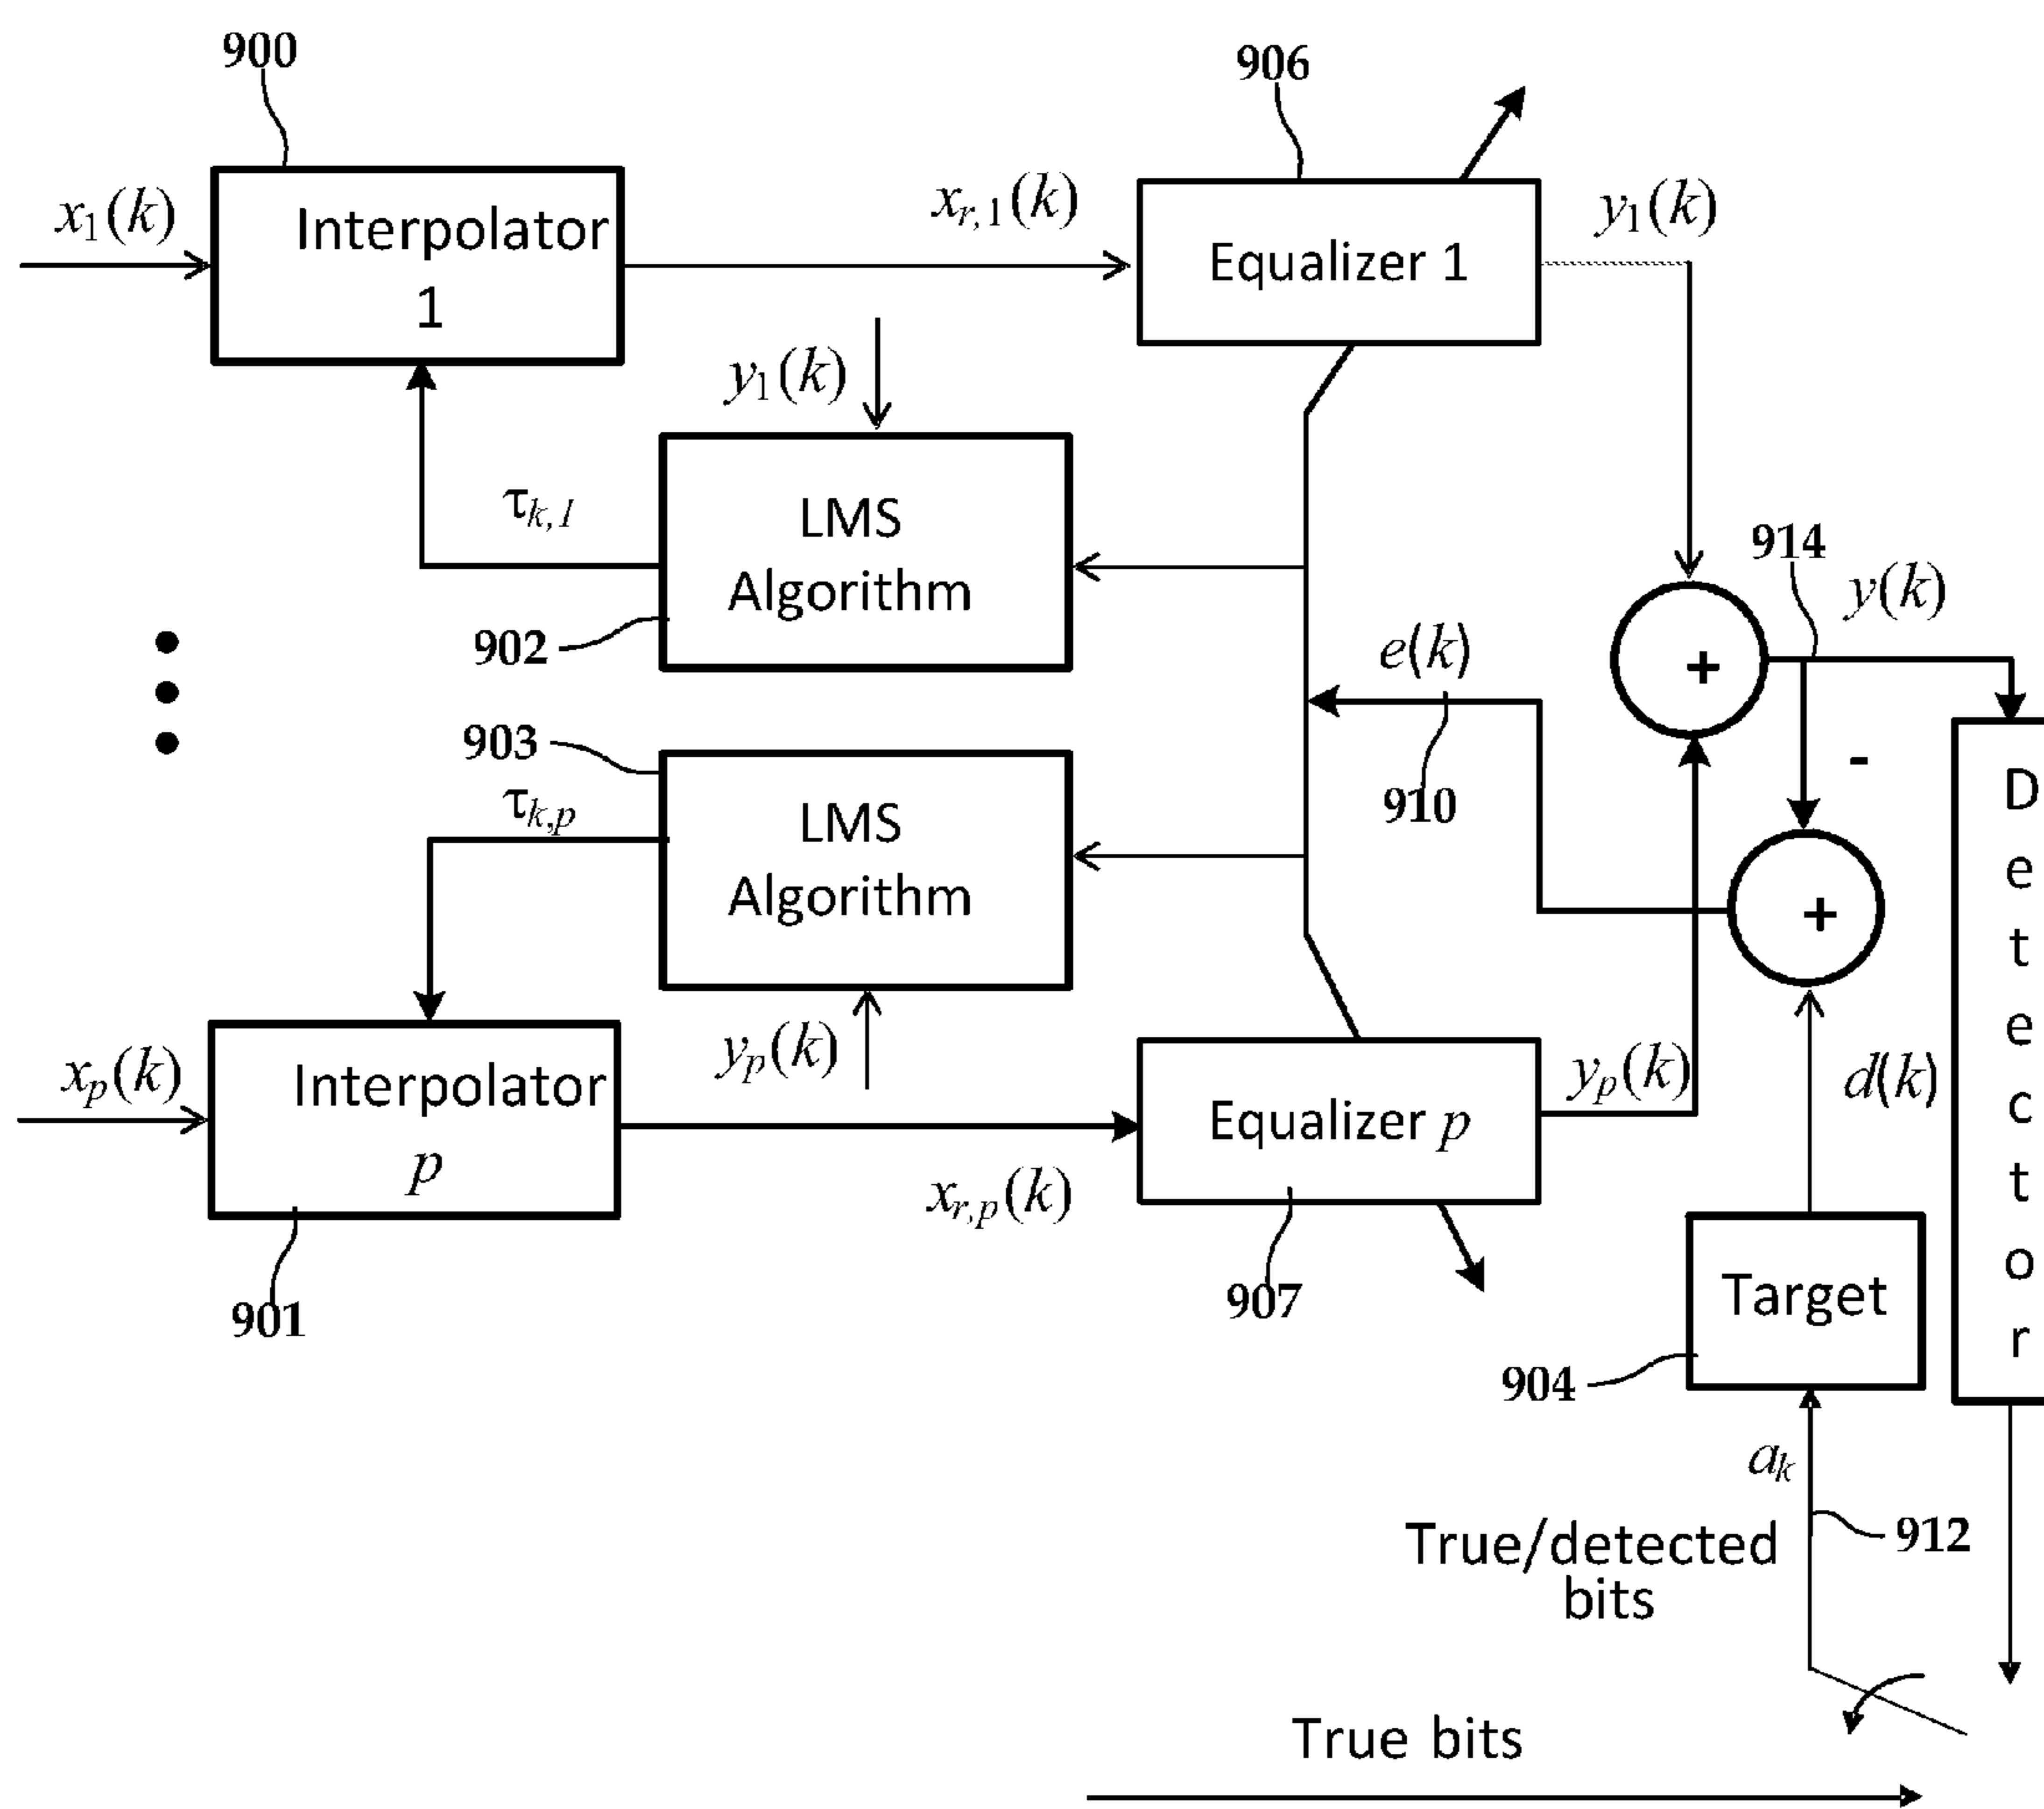 900
906
x1(k)
Interpolator
1
xr,1(k)
Equalizer 1
y1(k)
y1(k)
τk,1
LMS
Algorithm
902
914
y(k)
e(k)
+
910
-
903
τk,p
LMS
Algorithm
+
Detector
xp(k)
Interpolator
p
yp(k)
xr,p(k)
Equalizer p
yp(k)
d(k)
901
907
Target
904
ak
True/detected
bits
912
True bits